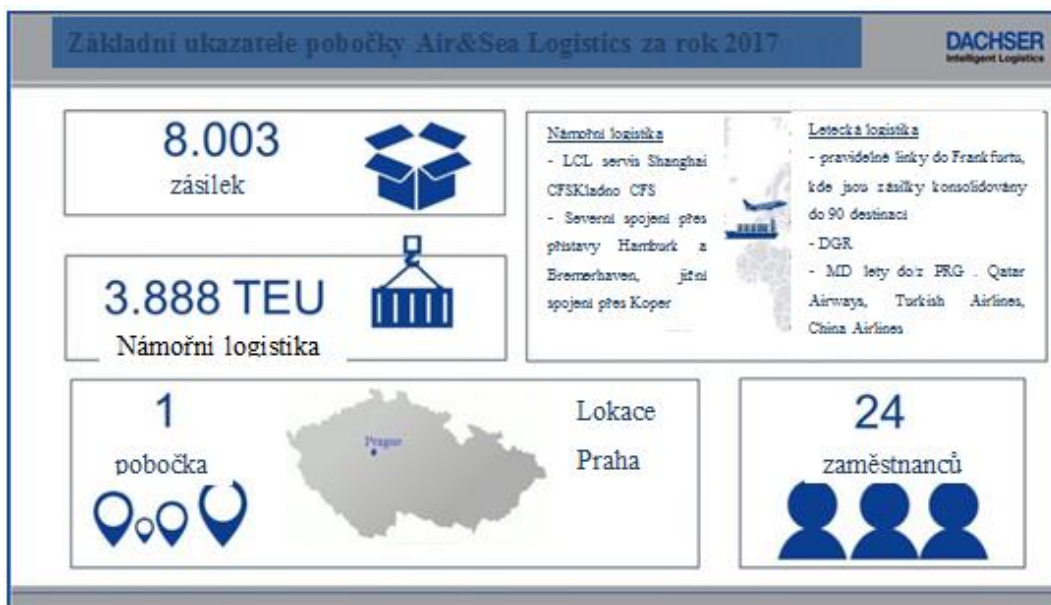 Základní ukazatele pobočky Air&Sea Logistics za rok 2017
DACHSER
Intelligent Logistics
8.003
zásilek
3.888 TEU
Námořní logistika
Námořní logistika
- LCL servis Shanghai
CFSKladno CFS
- Severní spojení přes
přístavy Hamburk a
Bremerhaven, jižní
spojení přes Koper
Letecká logistika
- pravidelné linky do Frankfurtu,
kde jsou zásilky konsolidovány
do 90 destinací
- DGR
- MD lety do/z PRG . Qatar
Airways, Turkish Airlines,
China Airlines
1
pobočka
Prague
Lokace
Praha
24
zaměstnanců